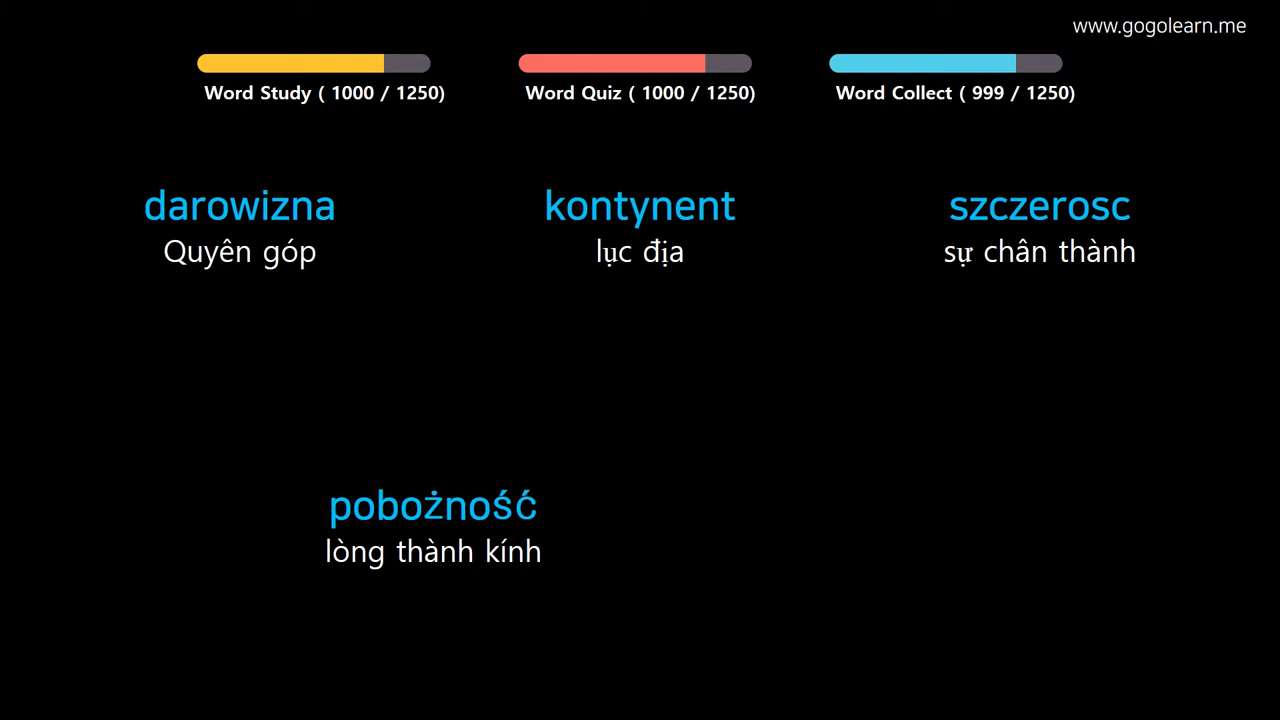 www.gogolearn.me
Word Study ( 1000 / 1250)
Word Quiz ( 1000 / 1250)
Word Collect ( 999 / 1250)
darowizna
Quyên góp
kontynent
lục địa
szczerosc
sự chân thành
pobożność
lòng thành kính